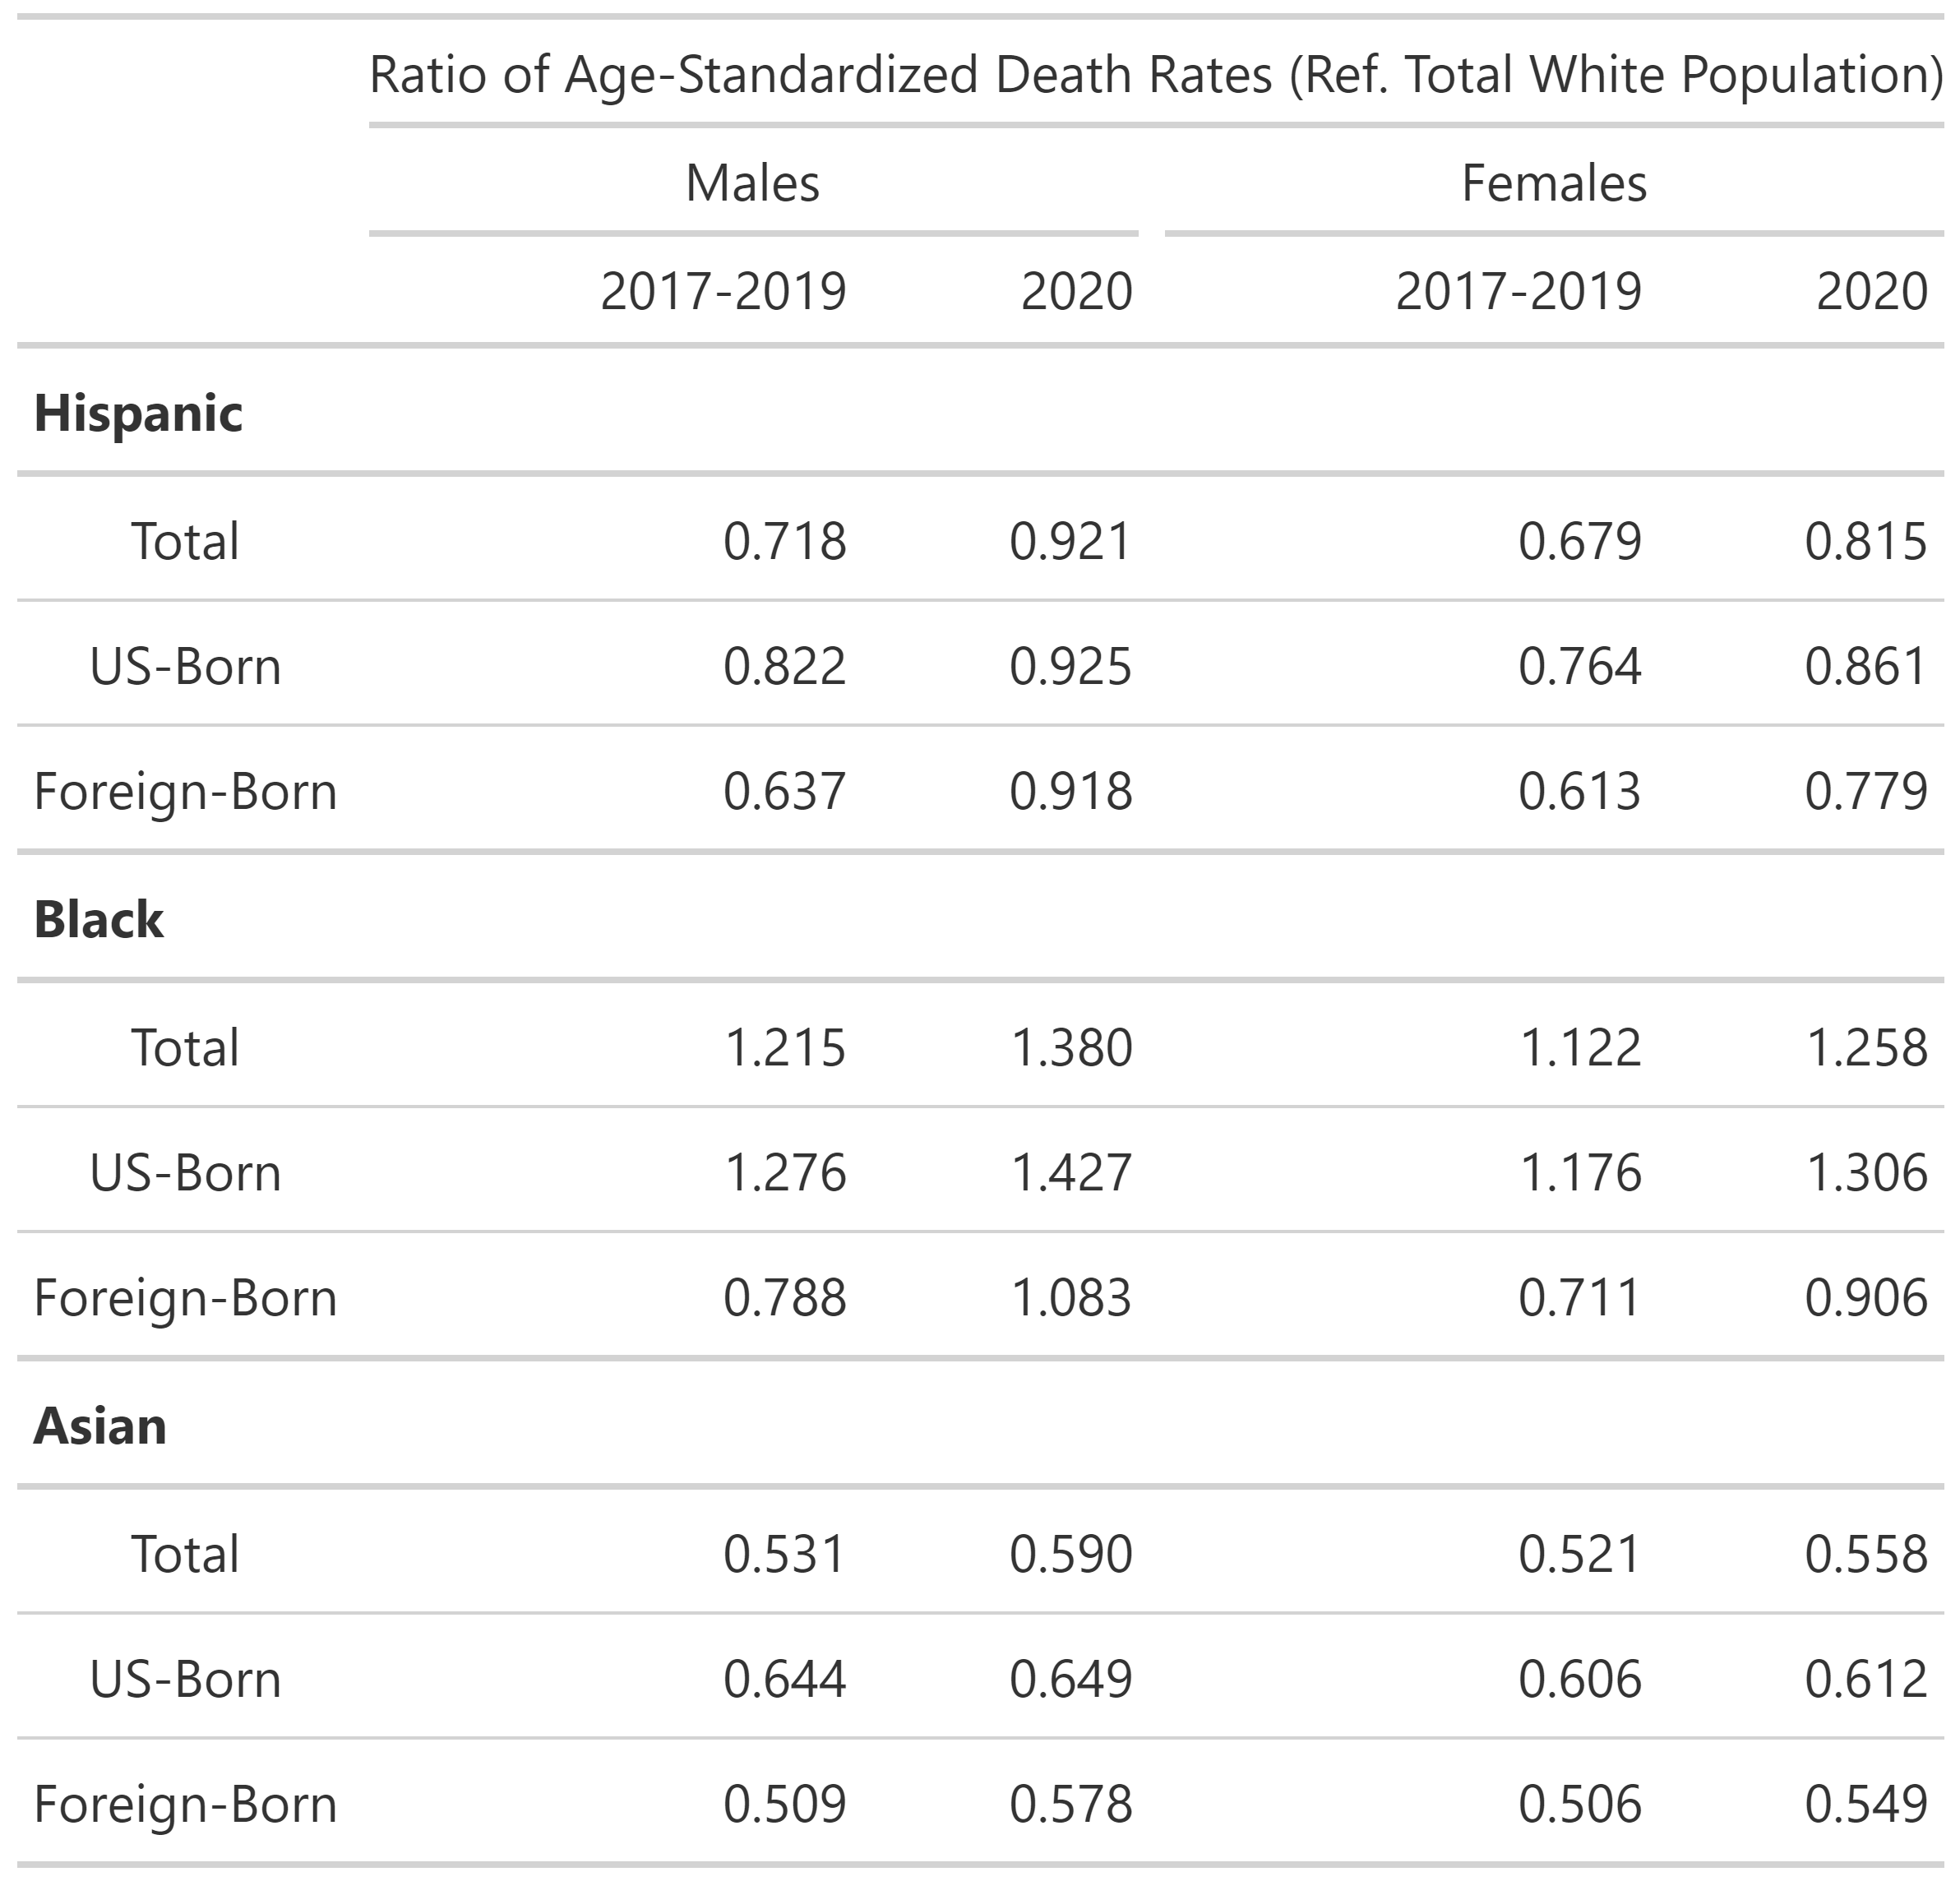 Ratio of Age-Standardized Death Rates (Ref. Total White Population)
Males Females
2017-2019 2020 2017-2019 2020
Hispanic
Total 0.718 0.921 0.679 0.815
US-Born 0.822 0.925 0.764 0.861
Foreign-Born 0.637 0.918 0.613 0.779
Black
Total 1.215 1.380 1.122 1.258
US-Born 1.276 1.427 1.176 1.306
Foreign-Born 0.788 1.083 0.711 0.906
Asian
Total 0.531 0.590 0.521 0.558
US-Born 0.644 0.649 0.606 0.612
Foreign-Born 0.509 0.578 0.506 0.549